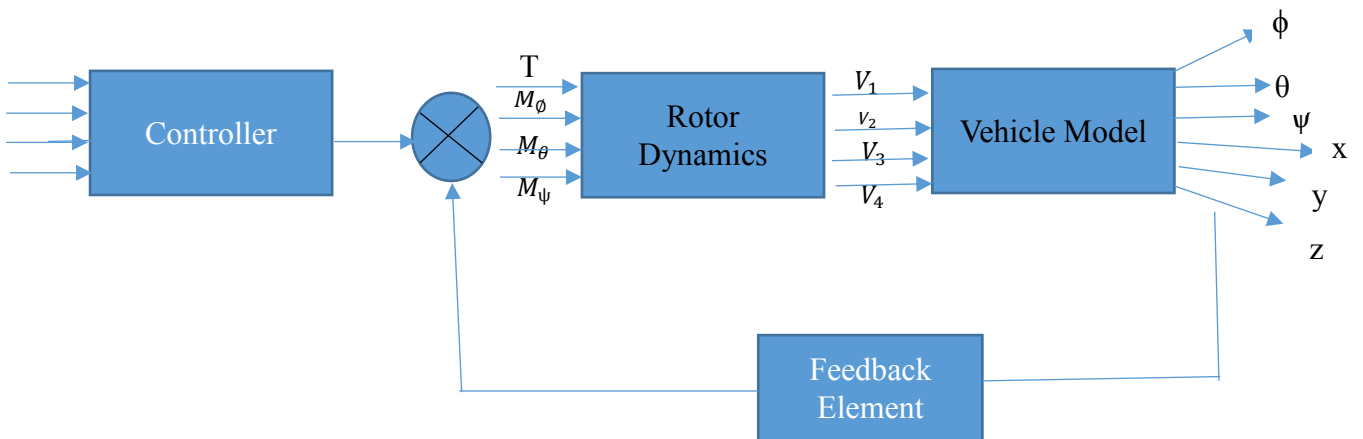 Controller
T
M_∅
M_θ
M_ψ
Rotor
Dynamics
V_1
V_2
V_3
V_4
Vehicle Model
ϕ
θ
ψ
x
y
z
Feedback
Element